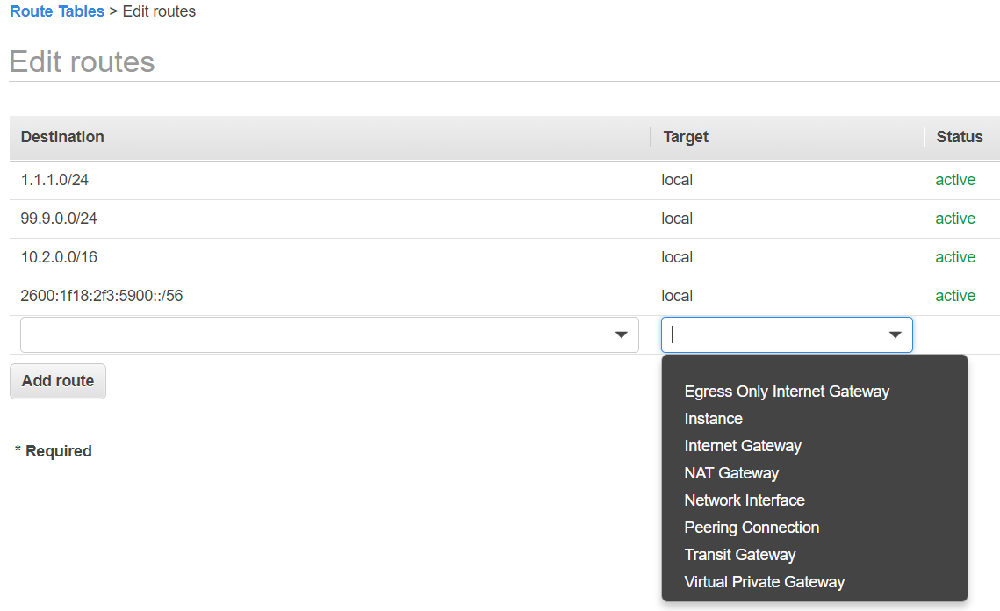 Route Tables > Edit routes
Edit routes
Destination Target Status
1.1.1.0/24 local active
99.9.0.0/24 local active
10.2.0.0/16 local active
2600:1f18:2f3:5900::/56 local active
Add route
Egress Only Internet Gateway
Instance
Internet Gateway
NAT Gateway
Network Interface
Peering Connection
Transit Gateway
Virtual Private Gateway
* Required